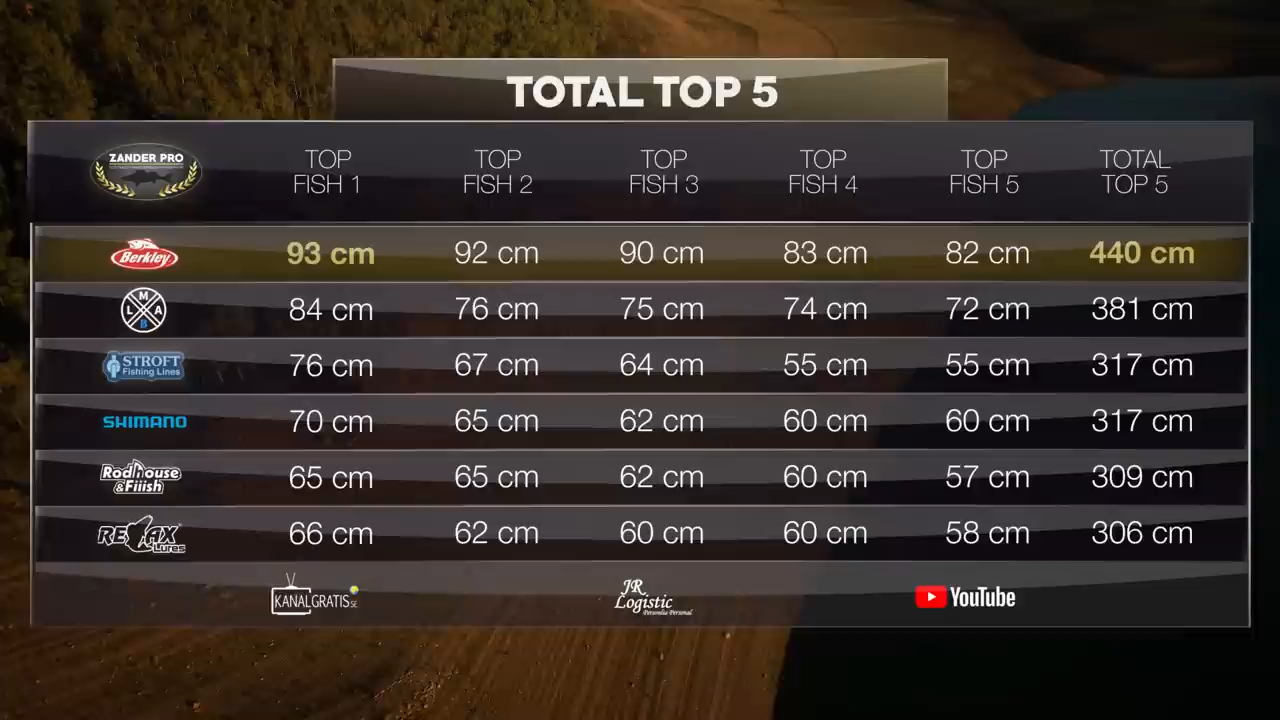 TOTAL TOP 5
ZANDER PRO
TOP FISH 1
TOP FISH 2
TOP FISH 3
TOP FISH 4
TOP FISH 5
TOTAL TOP 5
Berkley 93 cm 92 cm 90 cm 83 cm 82 cm 440 cm
L M A B 84 cm 76 cm 75 cm 74 cm 72 cm 381 cm
STROFT Fishing Lines 76 cm 67 cm 64 cm 55 cm 55 cm 317 cm
SHIMANO 70 cm 65 cm 62 cm 60 cm 60 cm 317 cm
Rodhouse &Fiiish 65 cm 65 cm 62 cm 60 cm 57 cm 309 cm
RELAX Lures 66 cm 62 cm 60 cm 60 cm 58 cm 306 cm
KANALGRATIS.SE
JR Logistic
YouTube